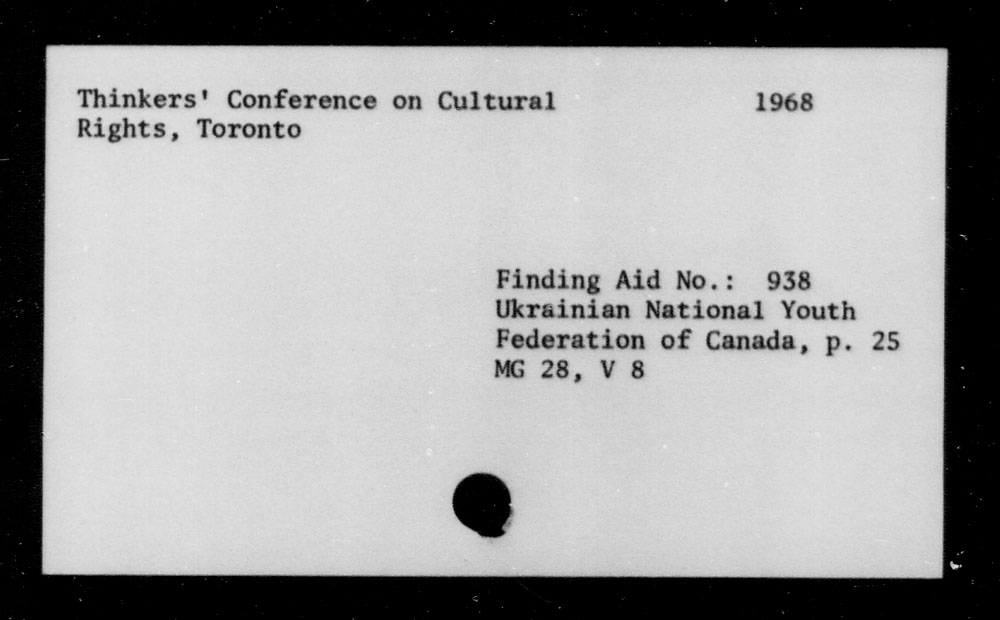 Thinkers' Conference on Cultural 1968
Rights, Toronto
Finding Aid No.: 938
Ukrainian National Youth
Federation of Canada, p. 25
MG 28, V 8